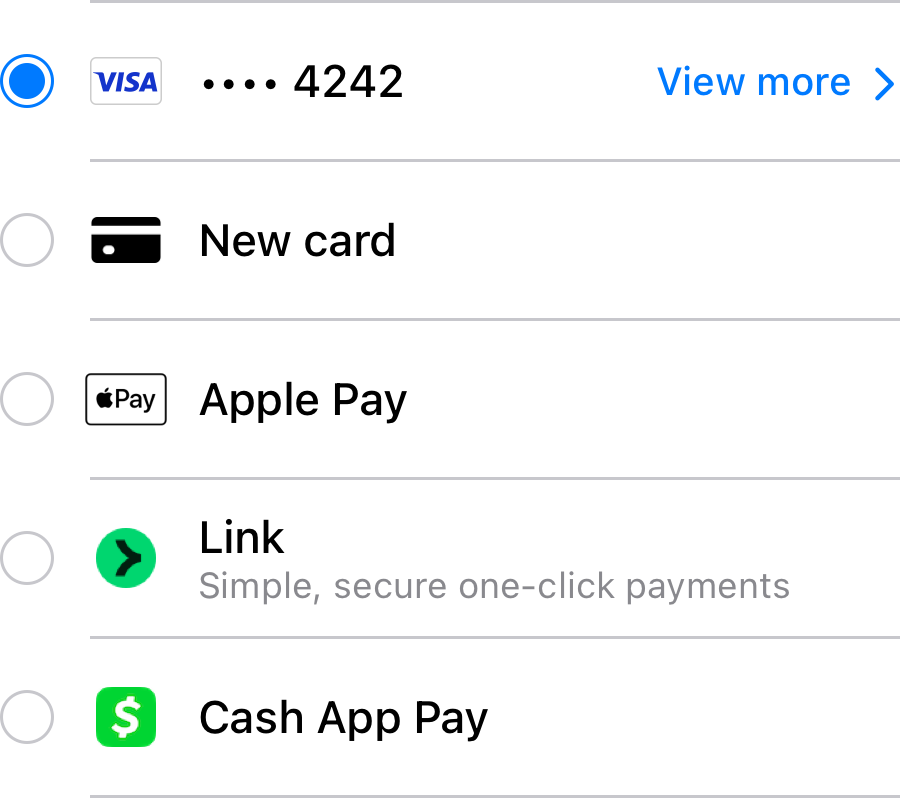 VISA •••• 4242 View more
New card
Pay Apple Pay
Link
Simple, secure one-click payments
$ Cash App Pay